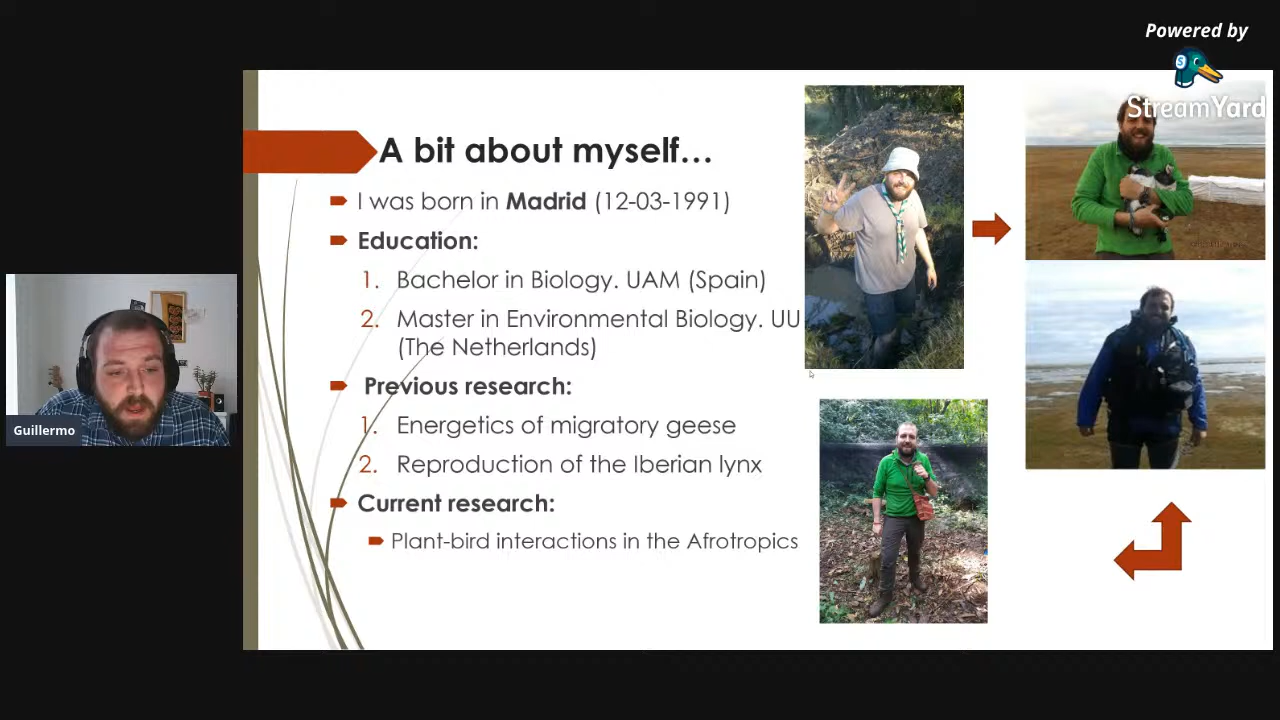 Powered by
StreamYard
A bit about myself...
I was born in Madrid (12-03-1991)
Education:
1. Bachelor in Biology. UAM (Spain)
2. Master in Environmental Biology. UU
(The Netherlands)
Previous research:
1. Energetics of migratory geese
2. Reproduction of the Iberian lynx
Current research:
Plant-bird interactions in the Afrotropics
Guillermo